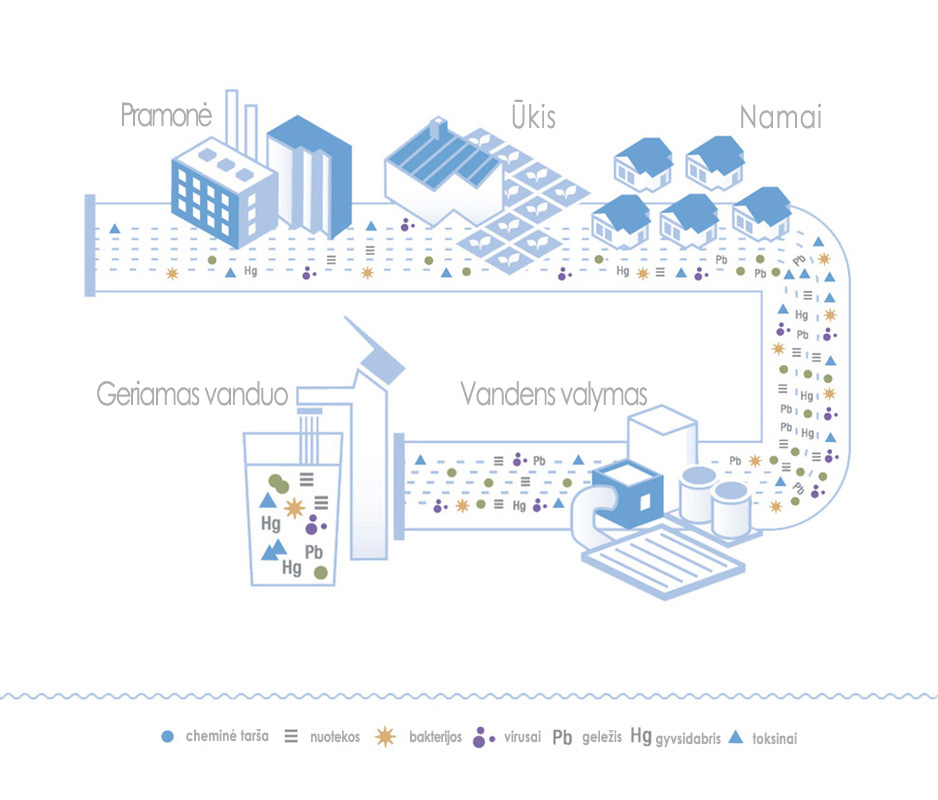 Pramonė
Ūkis
Namai
Hg
Hg
Pb
Pb
Pb
Hg
Pb
Hg
Pb
Pb
Hg
Pb
Pb
Pb
Hg
Geriamas vanduo
Vandens valymas
Hg
Pb
Hg
cheminė tarša nuotekos bakterijos virusai Pb geležis Hg gyvsidabris toksinai